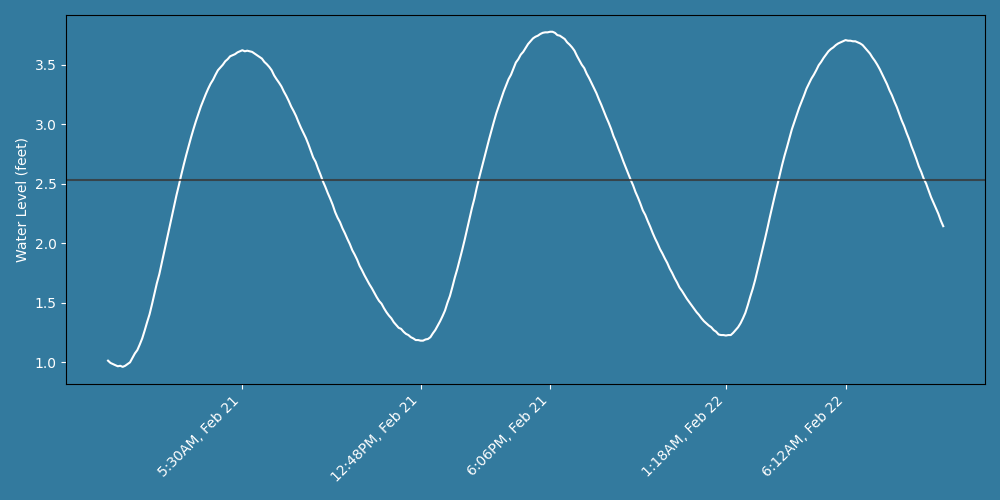 Water Level (feet)
3.5
3.0
2.5
2.0
1.5
1.0
5:30AM, Feb 21
12:48PM, Feb 21
6:06PM, Feb 21
1:18AM, Feb 22
6:12AM, Feb 22